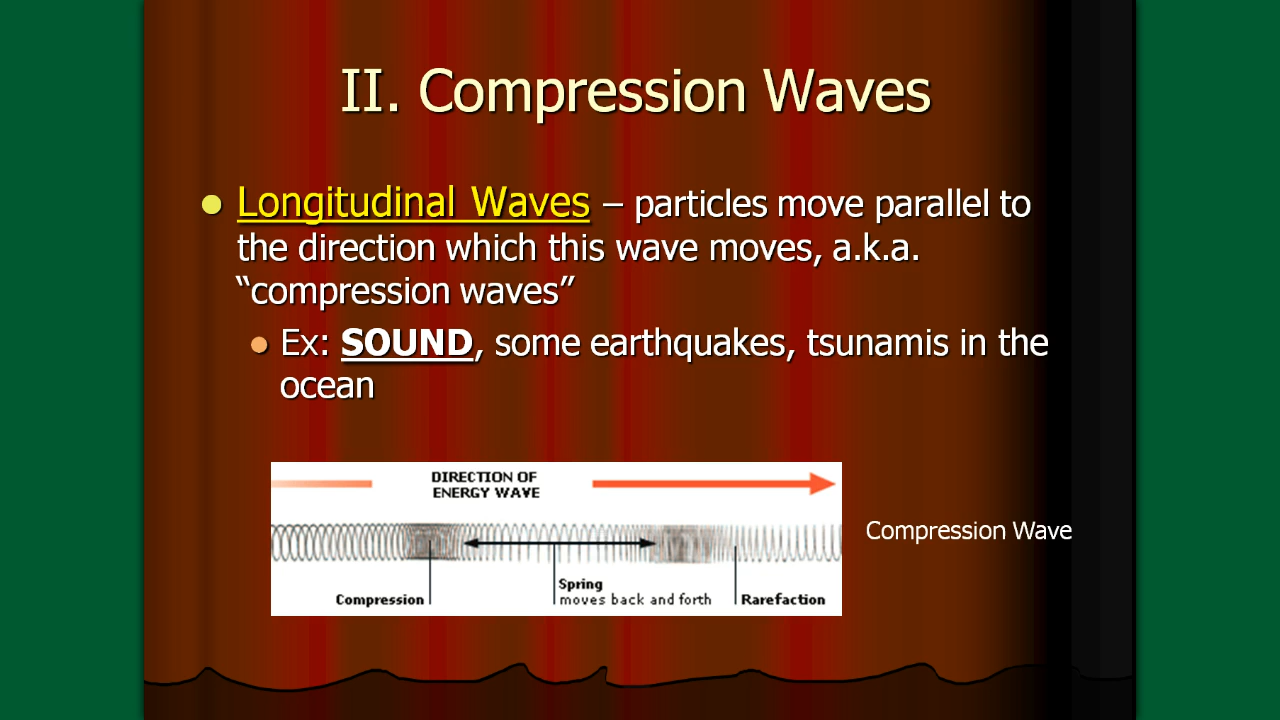 II. Compression Waves
Longitudinal Waves – particles move parallel to
the direction which this wave moves, a.k.a.
“compression waves”
Ex: SOUND, some earthquakes, tsunamis in the
ocean
DIRECTION OF
ENERGY WAVE
Compression Wave
Spring
Compression
moves back and forth
Rarefaction